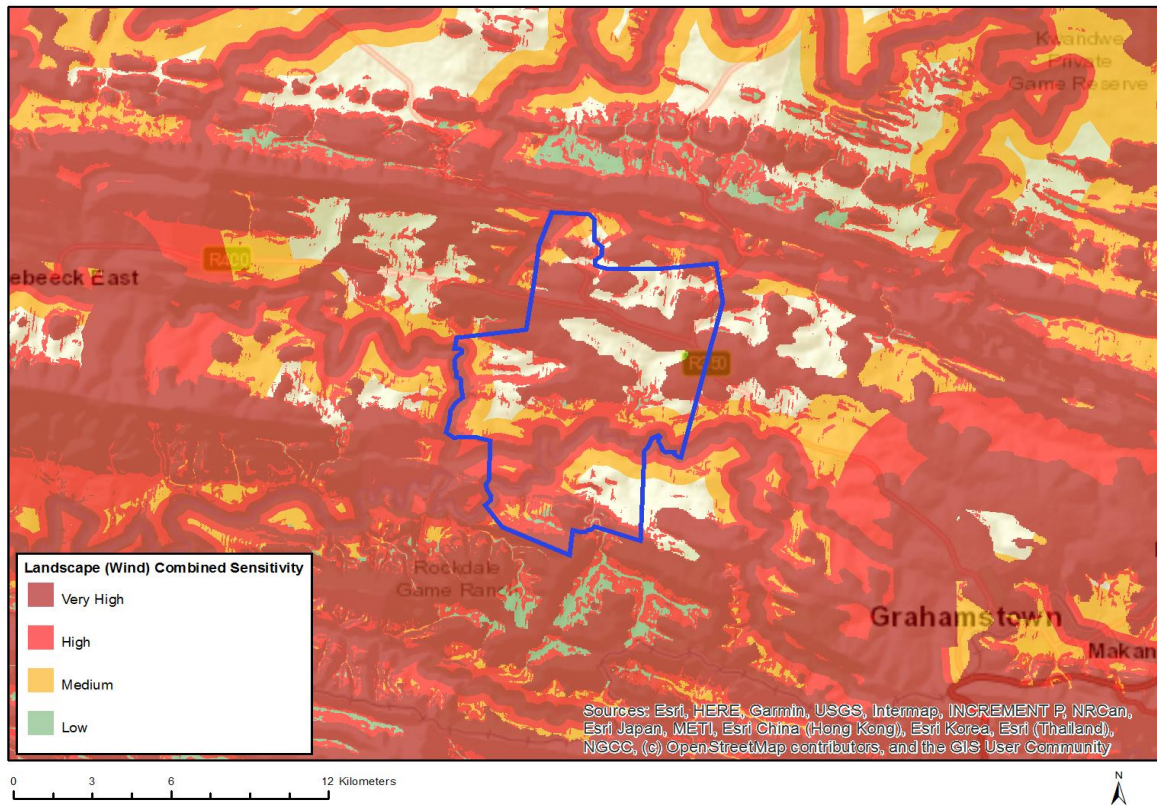 Kwandwe
Private
Game Reserve
R400
ebeeck East
R350
Rockdale
Game Ranch
Grahamstown
Makan
Landscape (Wind) Combined Sensitivity
Very High
High
Medium
Low
Sources: Esri, HERE, Garmin, USGS, Intermap, INCREMENT P, NRCan,
Esri Japan, METI, Esri China (Hong Kong), Esri Korea, Esri (Thailand),
NGCC, (c) OpenStreetMap contributors, and the GIS User Community
0 3 6 12 Kilometers
N